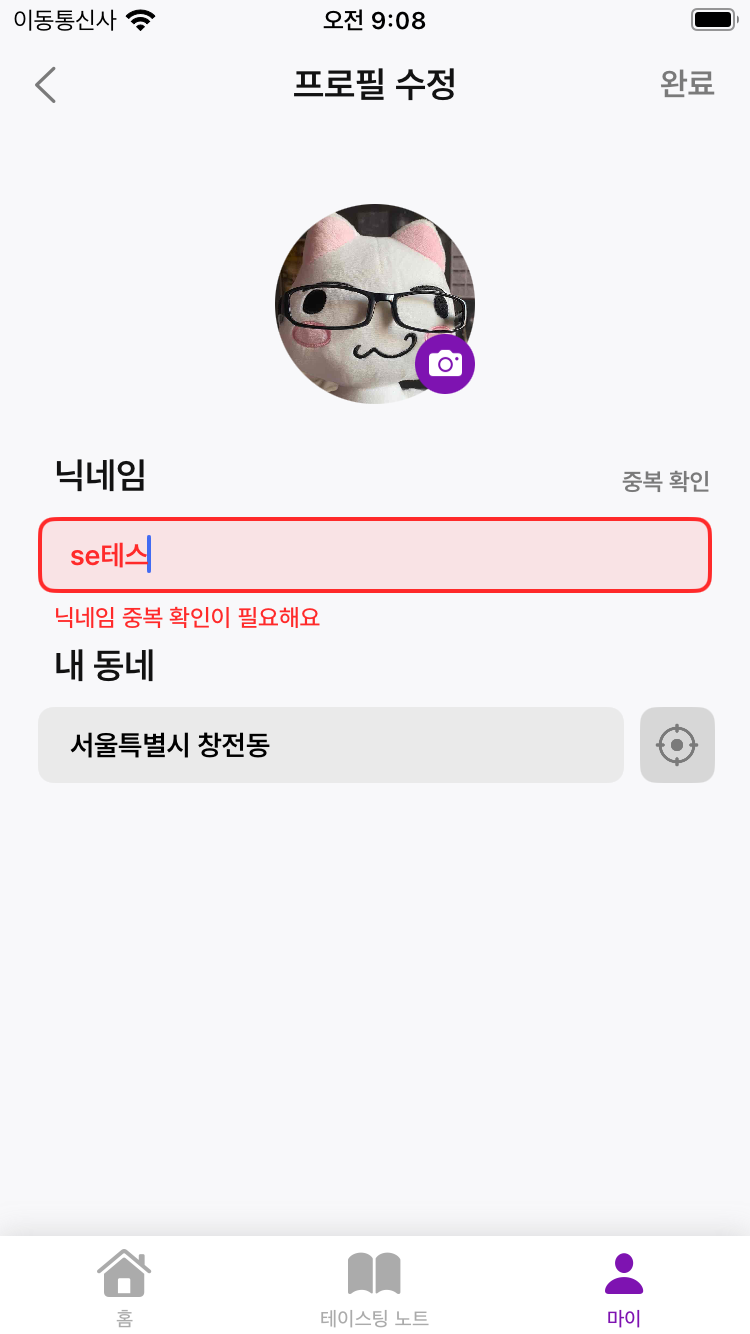 이동통신사 오전 9:08
프로필 수정 완료
닉네임 중복 확인
se테스
닉네임 중복 확인이 필요해요
내 동네
서울특별시 창전동
홈 테이스팅 노트 마이